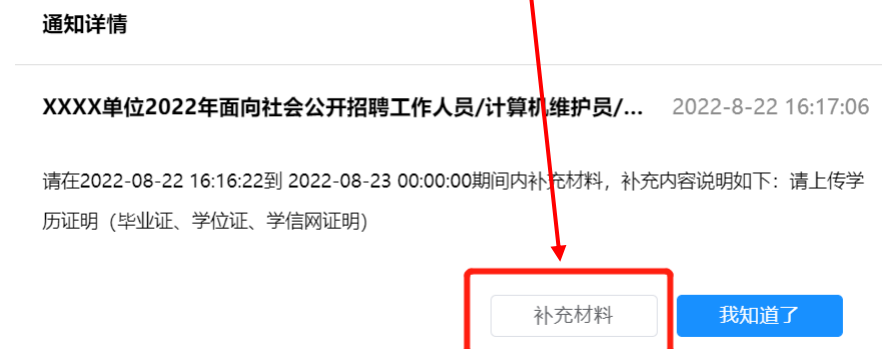 通知详情
XXXX单位2022年面向社会公开招聘工作人员/计算机维护员/... 2022-8-22 16:17:06
请在2022-08-22 16:16:22到 2022-08-23 00:00:00期间内补充材料，补充内容说明如下：请上传学
历证明（毕业证、学位证、学信网证明）
补充材料 我知道了